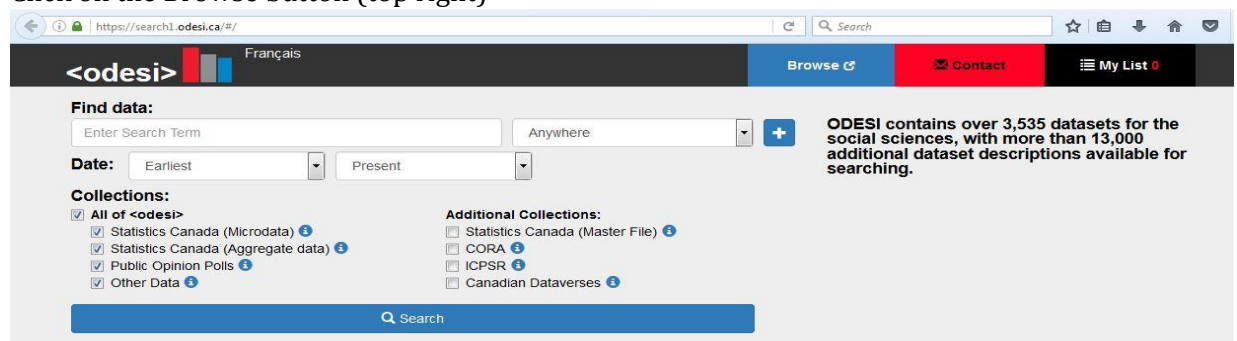 Click on the Browse button (top right)
https://search1.odesi.ca/#/
Search
Français
<odesi>
Browse
Contact
My List 0
Find data:
Enter Search Term
Anywhere
+
ODESI contains over 3,535 datasets for the
social sciences, with more than 13,000
additional dataset descriptions available for
searching.
Date:
Earliest
Present
Collections:
All of <odesi>
Statistics Canada (Microdata)
Statistics Canada (Aggregate data)
Public Opinion Polls
Other Data
Additional Collections:
Statistics Canada (Master File)
CORA
ICPSR
Canadian Dataverses
Search